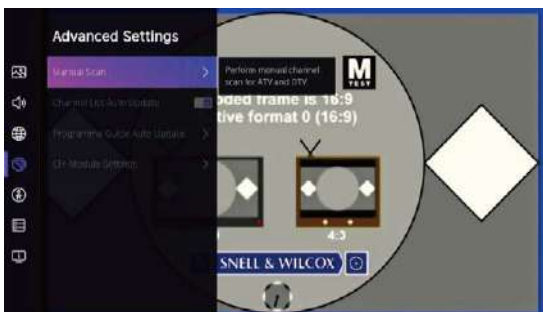 Advanced Settings
Manual Scan
Perform manual channel
scan for ATV and DTV
M
TEST
Channel List Auto Update
oded frame is 16:9
tive format 0 (16:9)
Programme Guide Auto Update
CI+ Module Settings
4:3
SNELL & WILCOX